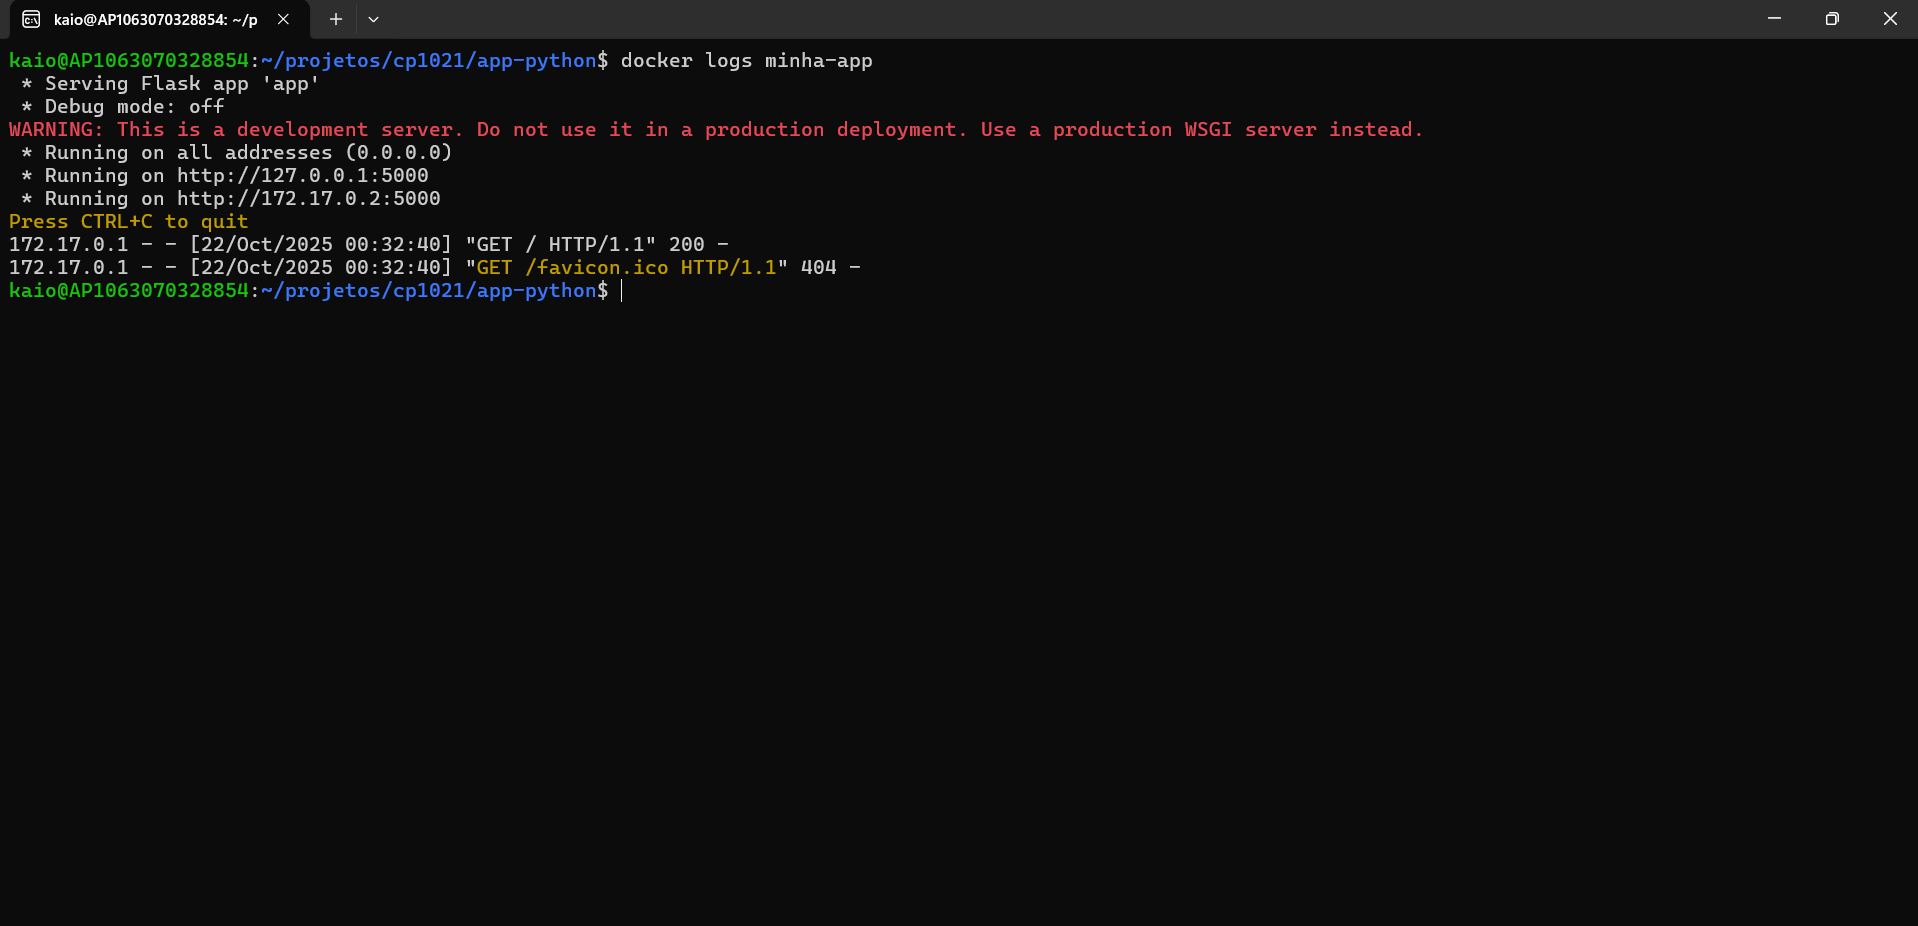 kaio@AP1063070328854: ~/p
kaio@AP1063070328854:~/projetos/cp1021/app-python$ docker logs minha-app
 * Serving Flask app 'app'
 * Debug mode: off
WARNING: This is a development server. Do not use it in a production deployment. Use a production WSGI server instead.
 * Running on all addresses (0.0.0.0)
 * Running on http://127.0.0.1:5000
 * Running on http://172.17.0.2:5000
Press CTRL+C to quit
172.17.0.1 - - [22/Oct/2025 00:32:40] "GET / HTTP/1.1" 200 -
172.17.0.1 - - [22/Oct/2025 00:32:40] "GET /favicon.ico HTTP/1.1" 404 -
kaio@AP1063070328854:~/projetos/cp1021/app-python$